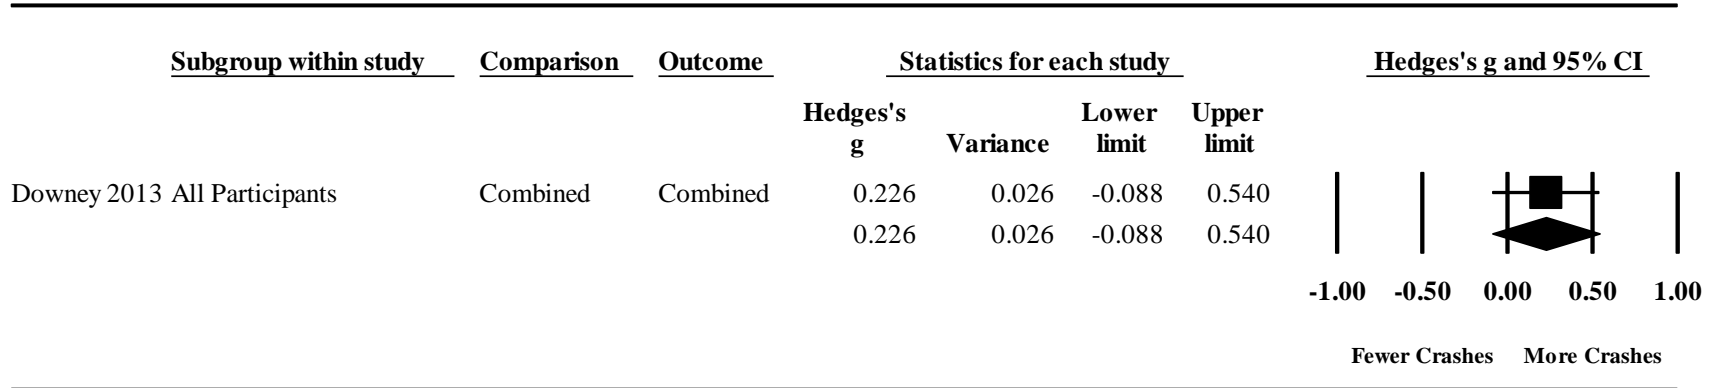 Subgroup within study Comparison Outcome Statistics for each study Hedges's g and 95% CI
Hedges's g Variance Lower limit Upper limit
Downey 2013 All Participants Combined Combined 0.226 0.026 -0.088 0.540
0.226 0.026 -0.088 0.540
-1.00 -0.50 0.00 0.50 1.00
Fewer Crashes More Crashes